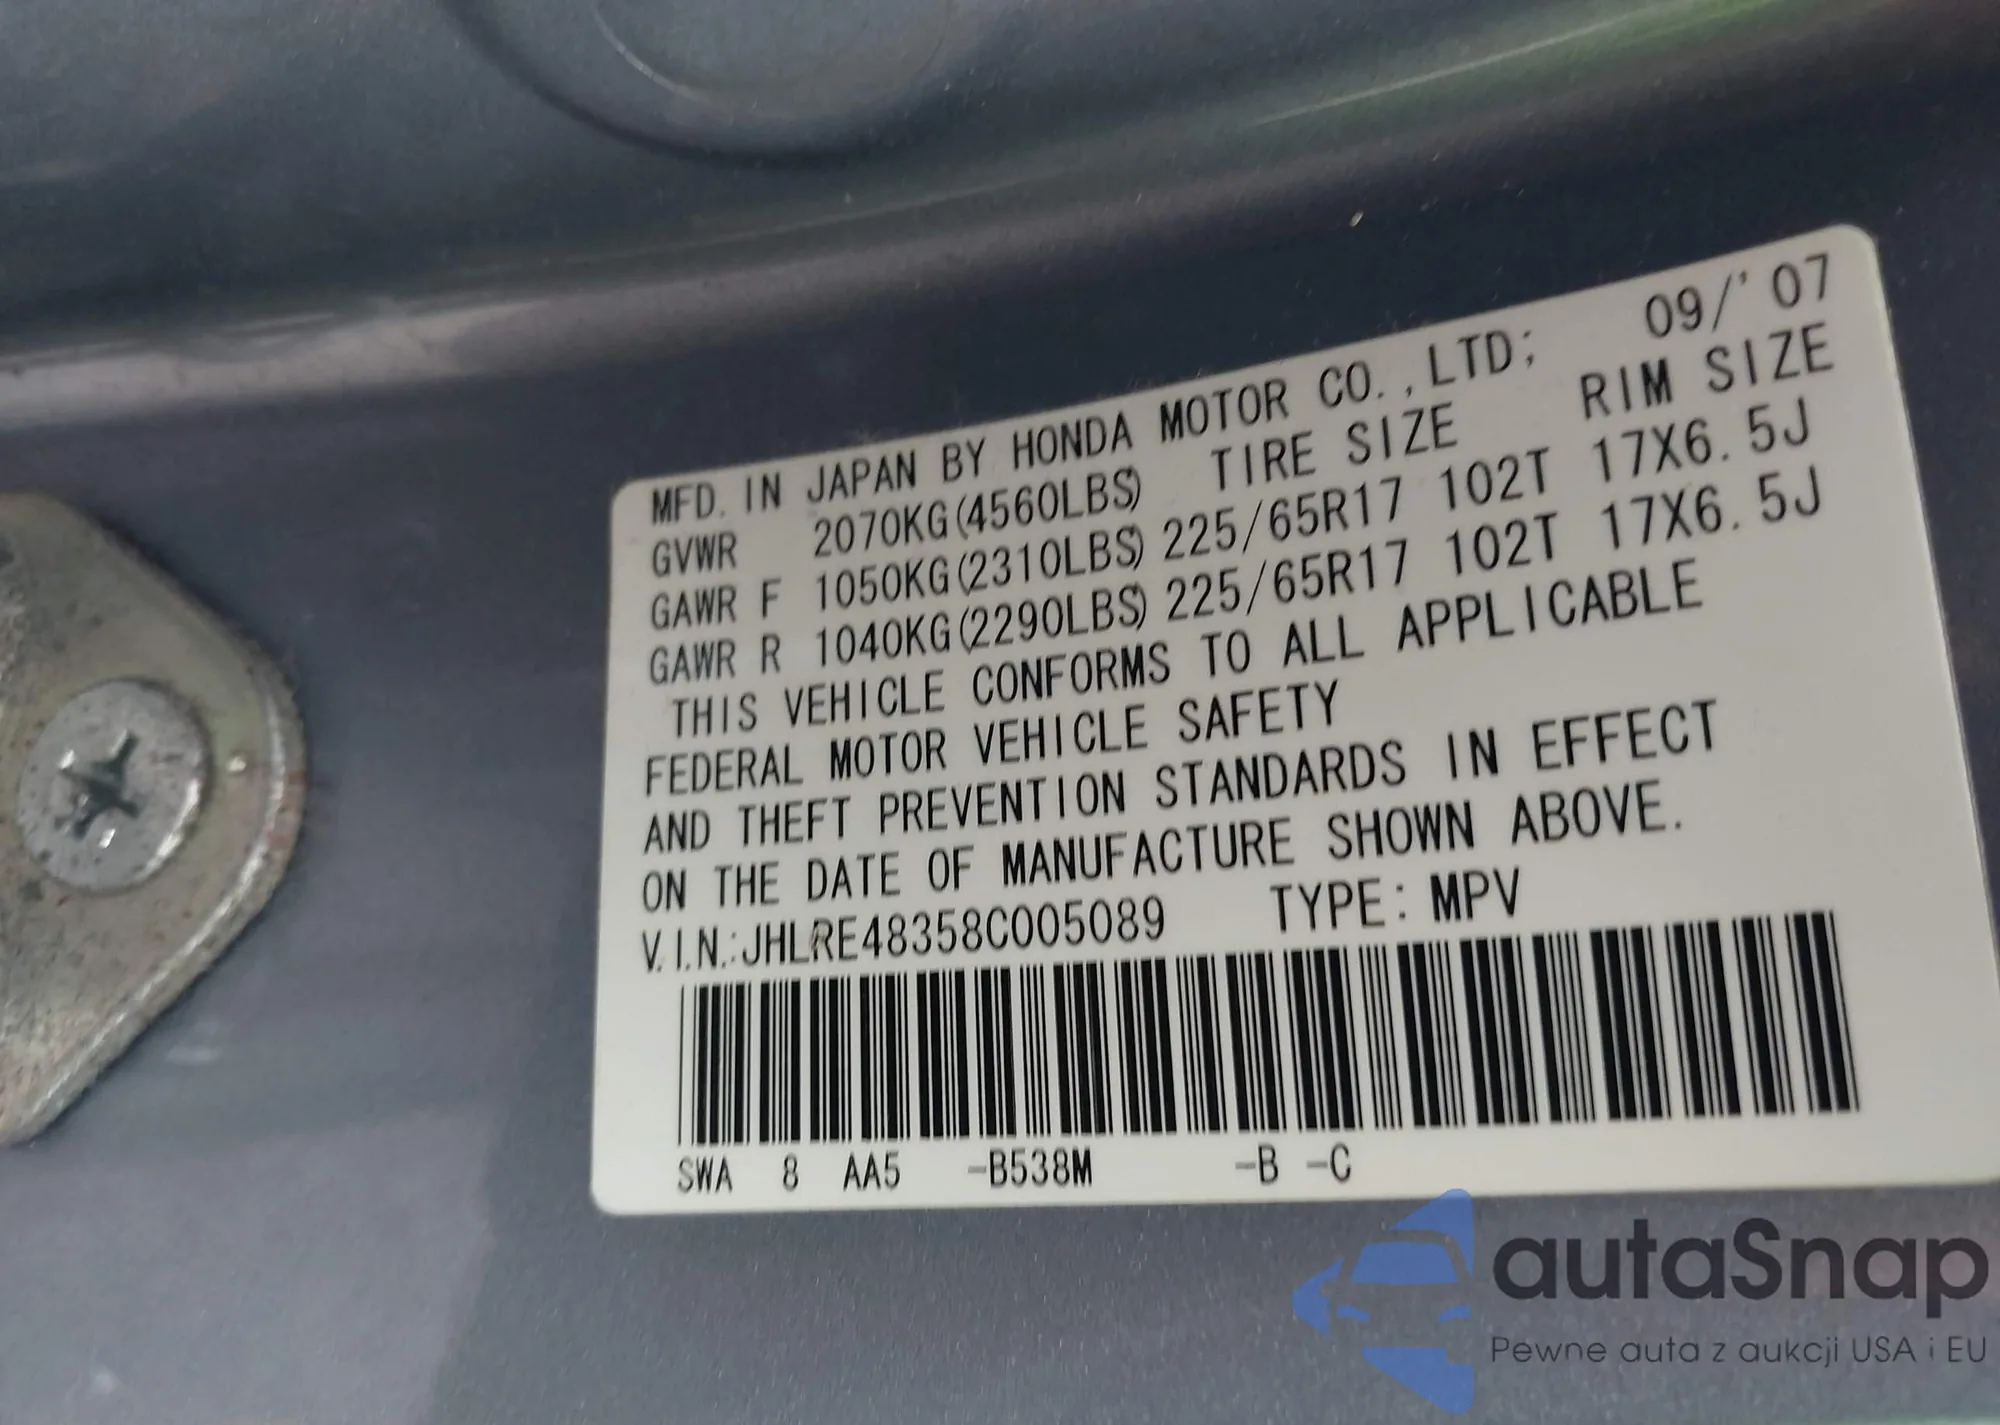 MFD. IN JAPAN BY HONDA MOTOR CO.,LTD; 09/'07
GVWR 2070KG(4560LBS) TIRE SIZE RIM SIZE
GAWR F 1050KG(2310LBS) 225/65R17 102T 17X6.5J
GAWR R 1040KG(2290LBS) 225/65R17 102T 17X6.5J
THIS VEHICLE CONFORMS TO ALL APPLICABLE
FEDERAL MOTOR VEHICLE SAFETY
AND THEFT PREVENTION STANDARDS IN EFFECT
ON THE DATE OF MANUFACTURE SHOWN ABOVE.
V.I.N.:JHLRE48358C005089 TYPE: MPV
SWA 8 AA5 -B538M -B -C
autaSnap
Pewne auta z aukcji USA i EU